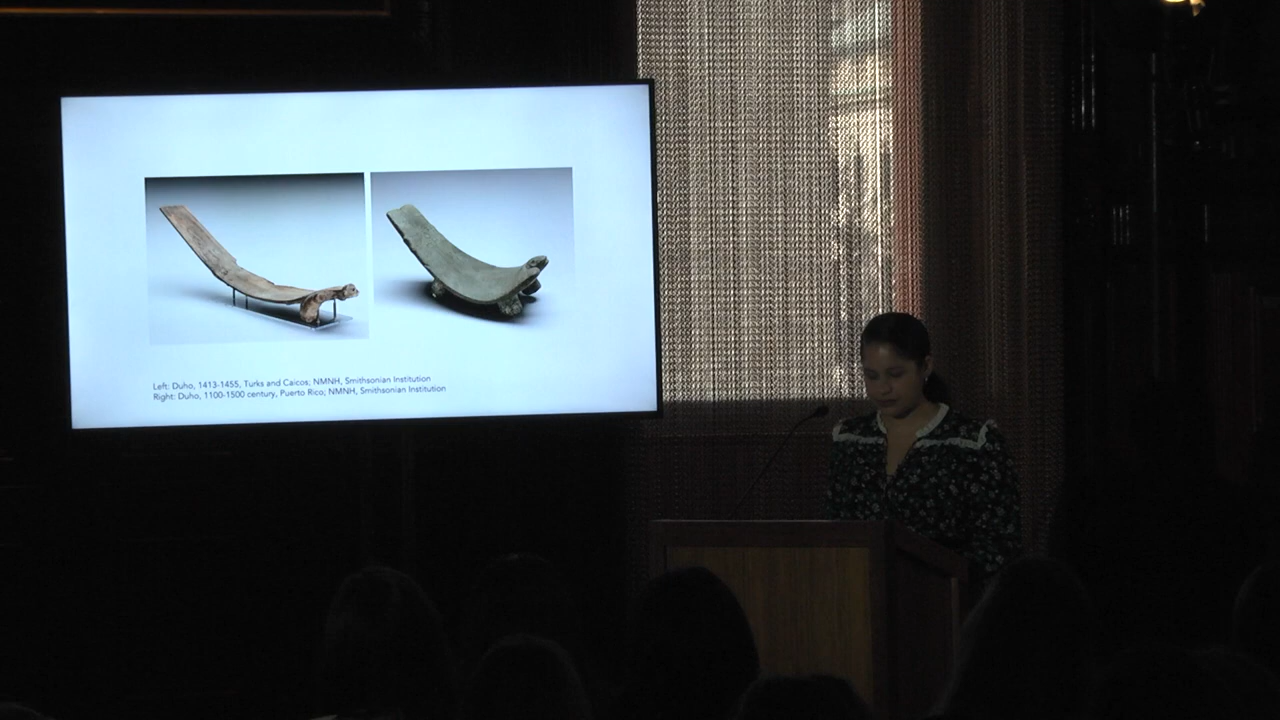 Left: Duho, 1413-1455, Turks and Caicos; NMNH, Smithsonian Institution
Right: Duho, 1100-1500 century, Puerto Rico; NMNH, Smithsonian Institution